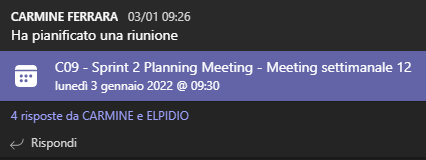 CARMINE FERRARA 03/01 09:26
Ha pianificato una riunione
C09 - Sprint 2 Planning Meeting - Meeting settimanale 12
lunedì 3 gennaio 2022 @ 09:30
4 risposte da CARMINE e ELPIDIO
Rispondi